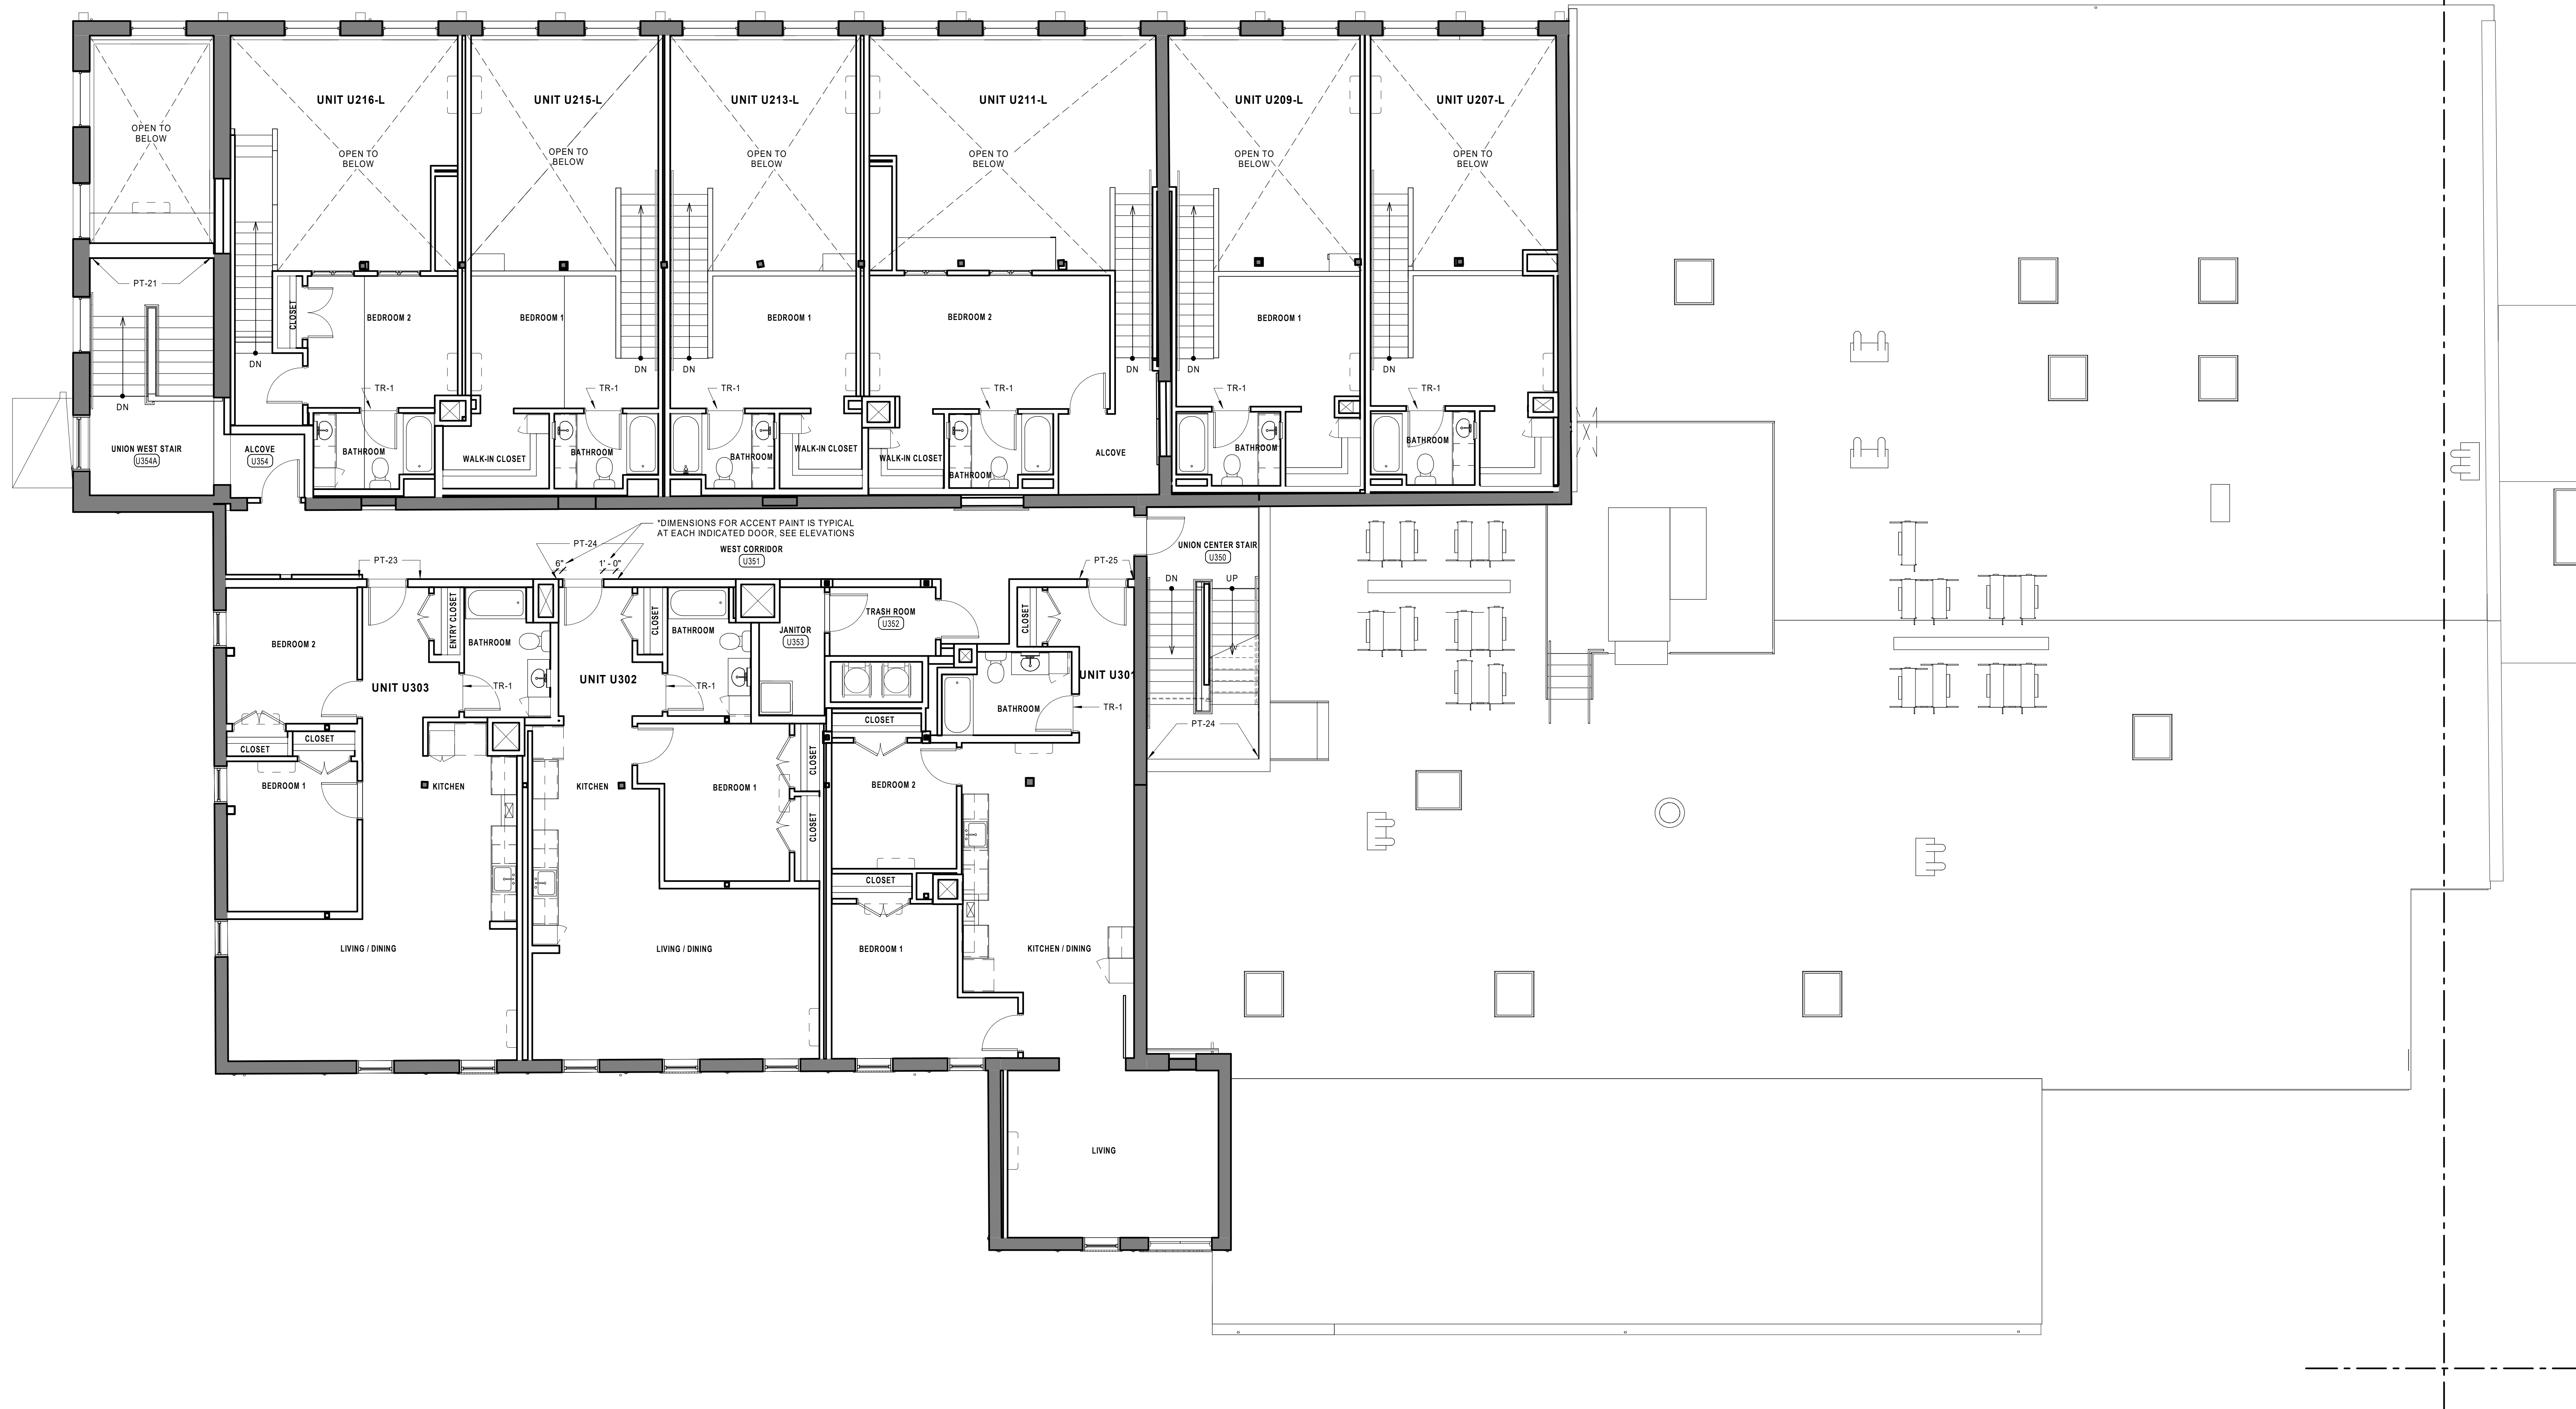 UNIT U216-L
UNIT U215-L
UNIT U213-L
UNIT U211-L
UNIT U209-L
UNIT U207-L
OPEN TO
BELOW
OPEN TO
BELOW
OPEN TO
BELOW
OPEN TO
BELOW
OPEN TO
BELOW
OPEN TO
BELOW
OPEN TO
BELOW
PT-21
CLOSET
BEDROOM 2
BEDROOM 1
BEDROOM 1
BEDROOM 2
BEDROOM 1
DN
DN
DN
DN
DN
DN
DN
DN
TR-1
TR-1
TR-1
TR-1
TR-1
TR-1
UNION WEST STAIR
U354A
ALCOVE
U354
BATHROOM
WALK-IN CLOSET
BATHROOM
BATHROOM
WALK-IN CLOSET
WALK-IN CLOSET
BATHROOM
ALCOVE
BATHROOM
BATHROOM
*DIMENSIONS FOR ACCENT PAINT IS TYPICAL
AT EACH INDICATED DOOR, SEE ELEVATIONS
PT-23
PT-24
6"
1' - 0"
WEST CORRIDOR
U351
PT-25
UNION CENTER STAIR
U350
DN
UP
BEDROOM 2
ENTRY CLOSET
BATHROOM
CLOSET
BATHROOM
JANITOR
U353
TRASH ROOM
U352
CLOSET
UNIT U303
TR-1
UNIT U302
TR-1
UNIT U301
BATHROOM
TR-1
PT-24
CLOSET
CLOSET
CLOSET
CLOSET
BEDROOM 1
KITCHEN
KITCHEN
BEDROOM 1
BEDROOM 2
CLOSET
CLOSET
LIVING / DINING
LIVING / DINING
BEDROOM 1
KITCHEN / DINING
LIVING